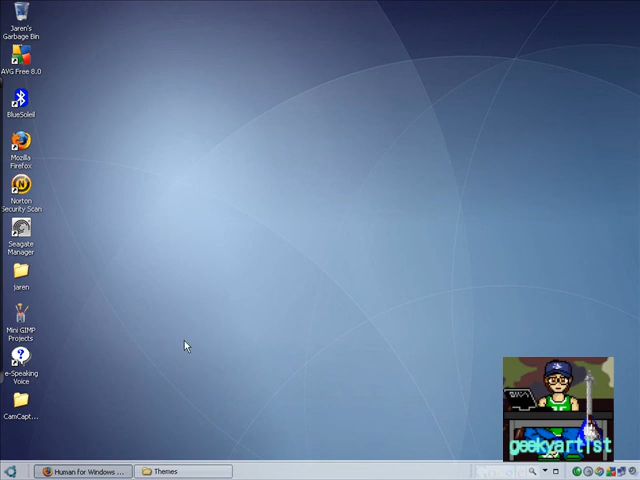 Jaren's
Garbage Bin
AVG Free 8.0
BlueSoleil
Mozilla
Firefox
Norton
Security Scan
Seagate
Manager
jaren
Mini GIMP
Projects
e-Speaking
Voice
CamCapt...
geekyartist
Human for Windows ...
Themes